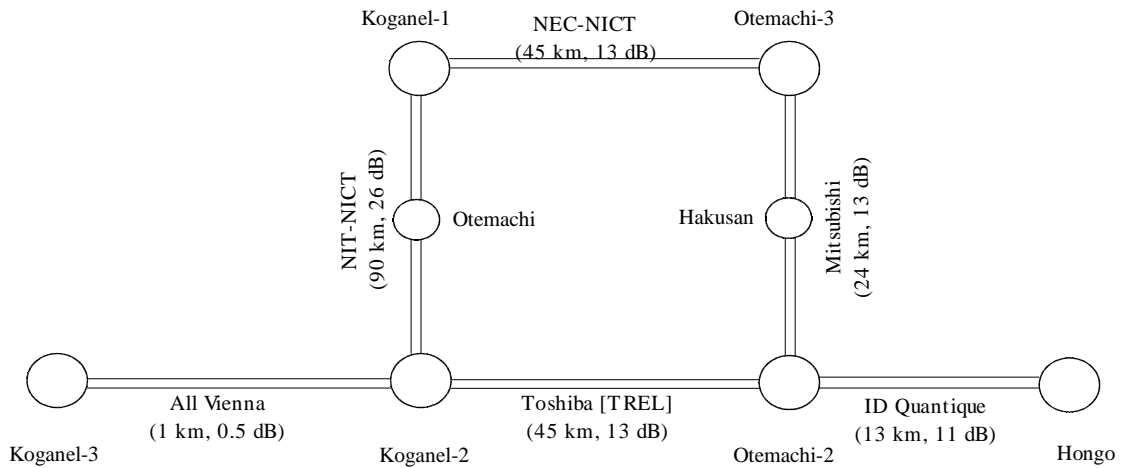 Koganel-1
Otemachi-3
NEC-NICT
(45 km, 13 dB)
NIT-NICT
(90 km, 26 dB)
Otemachi
Hakusan
Mitsubishi
(24 km, 13 dB)
All Vienna
(1 km, 0.5 dB)
Toshiba [TREL]
(45 km, 13 dB)
ID Quantique
(13 km, 11 dB)
Koganel-3
Koganel-2
Otemachi-2
Hongo